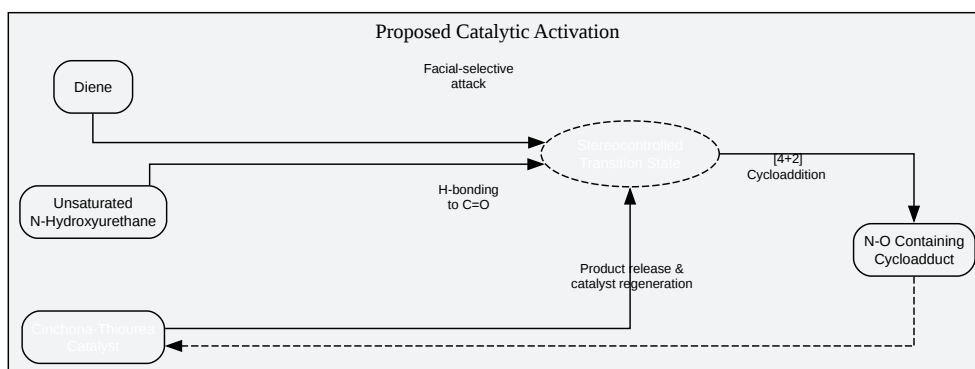 Proposed Catalytic Activation
Facial-selective
attack
Diene
Stereocontrolled
Transition State
[4+2]
Cycloaddition
Unsaturated
N-Hydroxyurethane
H-bonding
to C=O
N-O Containing
Cycloadduct
Product release &
catalyst regeneration
Cinchona-Thiourea
Catalyst